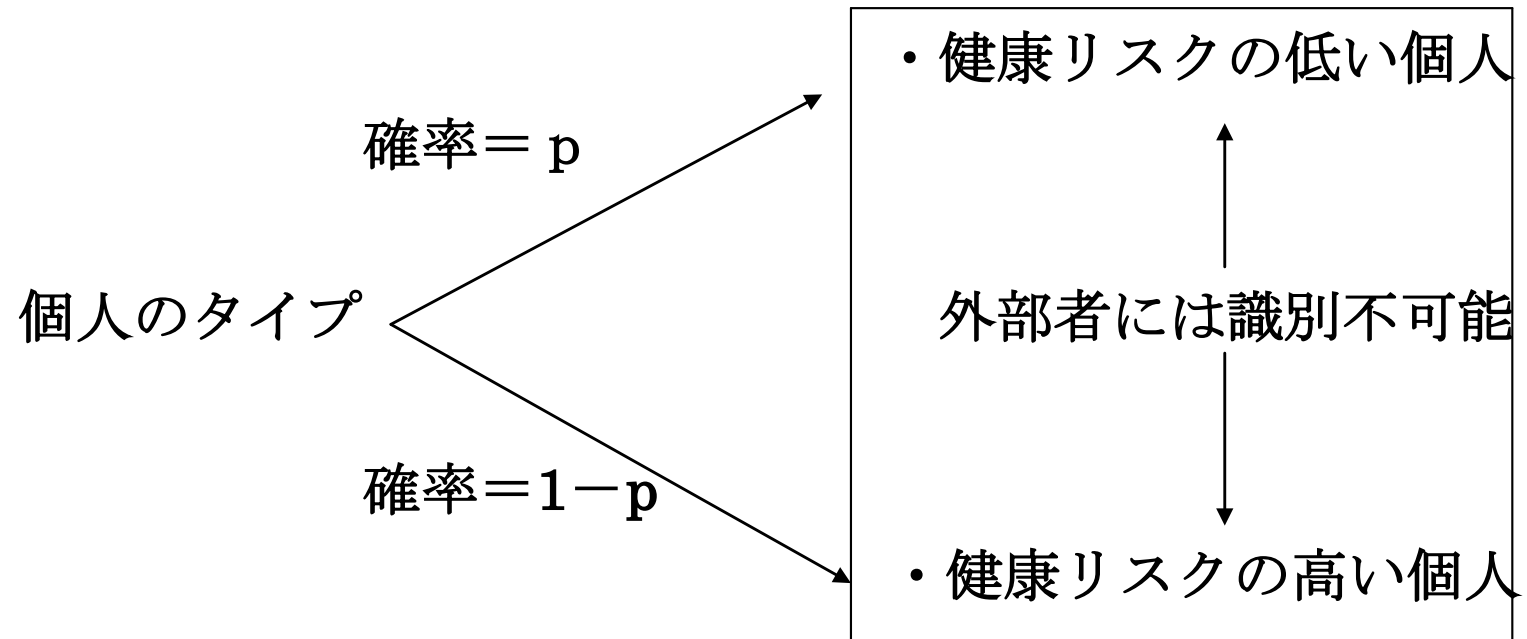 ・健康リスクの低い個人
確率＝ｐ
個人のタイプ
外部者には識別不可能
確率＝1－ｐ
・健康リスクの高い個人